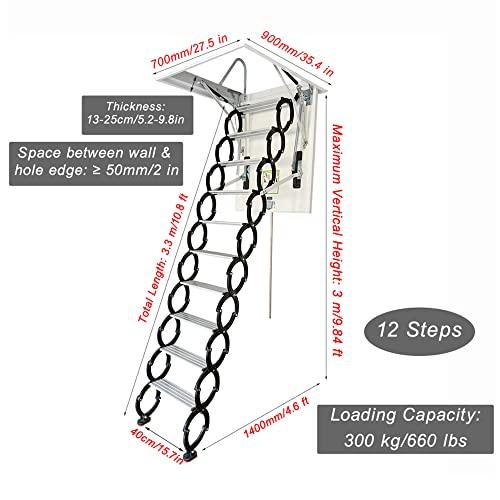 700mm/27.5 in
900mm/35.4 in
Thickness:
13-25cm/5.2-9.8in
Space between wall &
hole edge: ≥ 50mm/2 in
Total Length: 3.3 m/10.8 ft
Maximum Vertical Height: 3 m/9.84 ft
12 Steps
Loading Capacity:
300 kg/660 lbs
1400mm/4.6 ft
40cm/15.7in